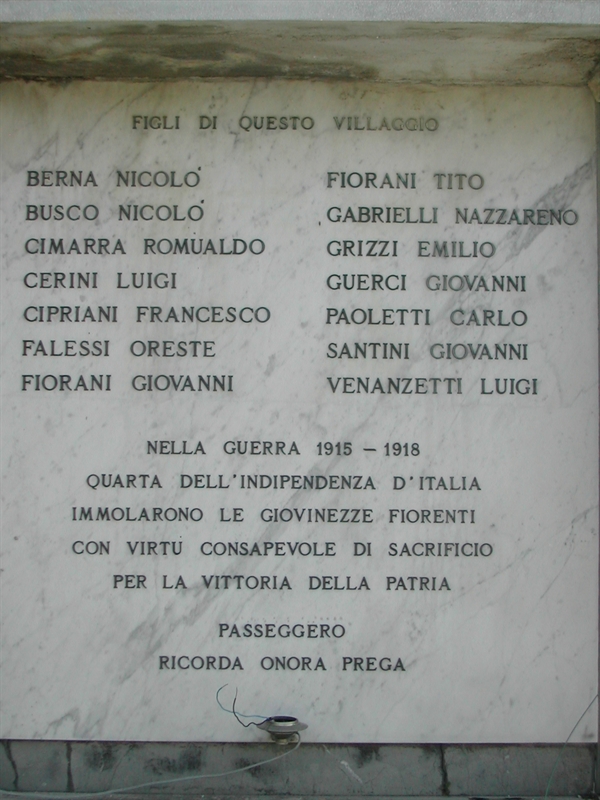 FIGLI DI QUESTO VILLAGGIO
BERNA NICOLÒ
BUSCO NICOLÒ
CIMARRA ROMUALDO
CERINI LUIGI
CIPRIANI FRANCESCO
FALESSI ORESTE
FIORANI GIOVANNI
FIORANI TITO
GABRIELLI NAZZARENO
GRIZZI EMILIO
GUERCI GIOVANNI
PAOLETTI CARLO
SANTINI GIOVANNI
VENANZETTI LUIGI
NELLA GUERRA 1915 – 1918
QUARTA DELL'INDIPENDENZA D'ITALIA
IMMOLARONO LE GIOVINEZZE FIORENTI
CON VIRTU CONSAPEVOLE DI SACRIFICIO
PER LA VITTORIA DELLA PATRIA
PASSEGGERO
RICORDA ONORA PREGA